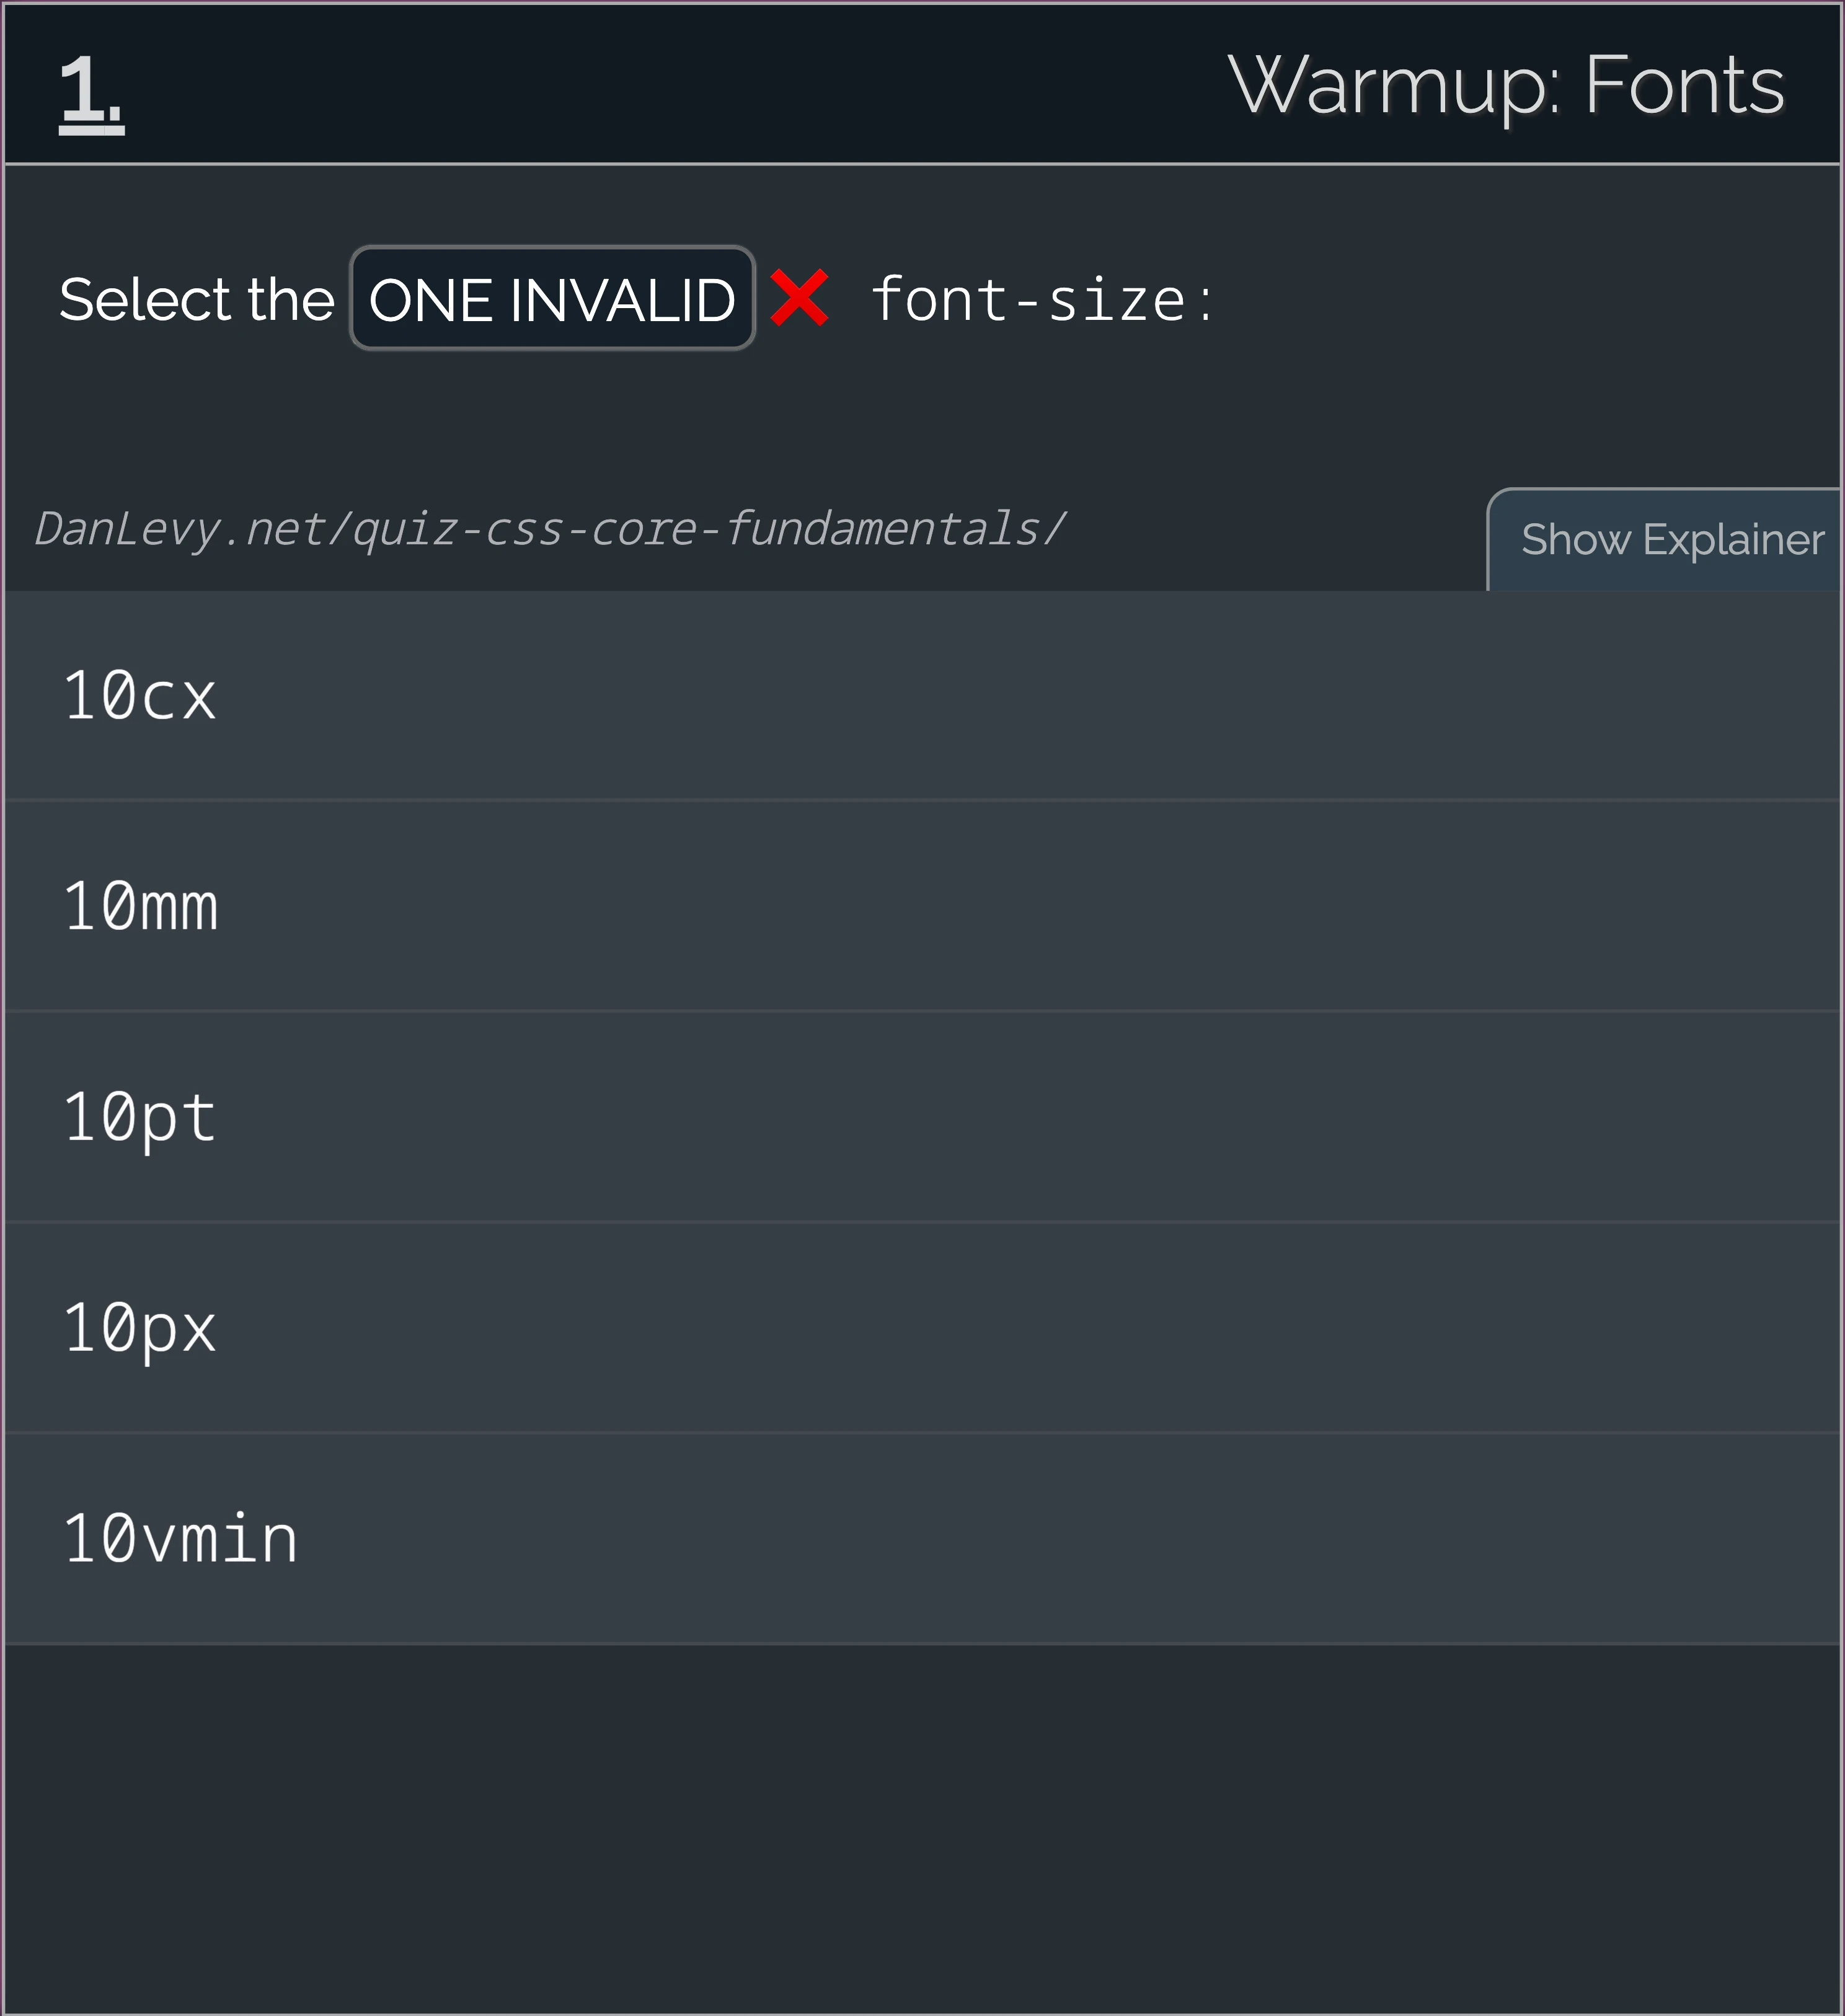 1.
Warmup: Fonts
Select the ONE INVALID ❌ font-size:
DanLevy.net/quiz-css-core-fundamentals/
Show Explainer
10cx
10mm
10pt
10px
10vmin